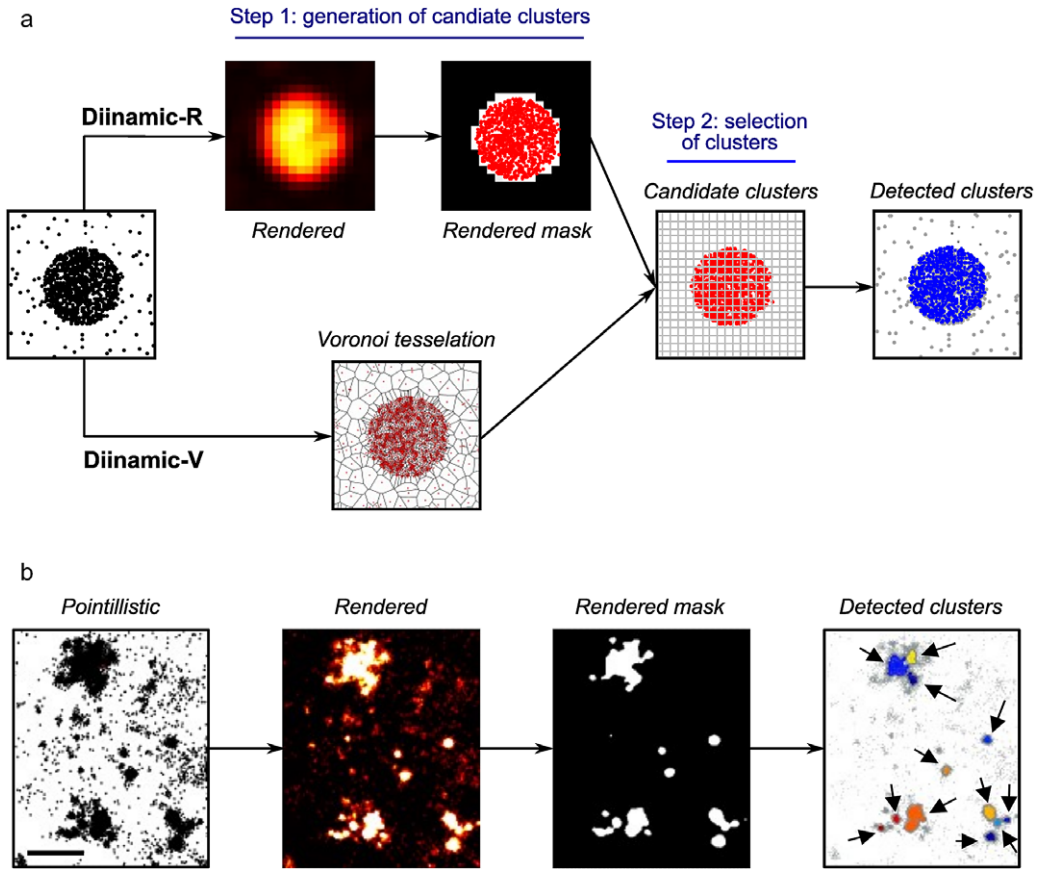 a
Step 1: generation of candiate clusters
Diinamic-R
Rendered
Rendered mask
Step 2: selection
of clusters
Candidate clusters
Detected clusters
Voronoi tesselation
Diinamic-V
b
Pointillistic
Rendered
Rendered mask
Detected clusters